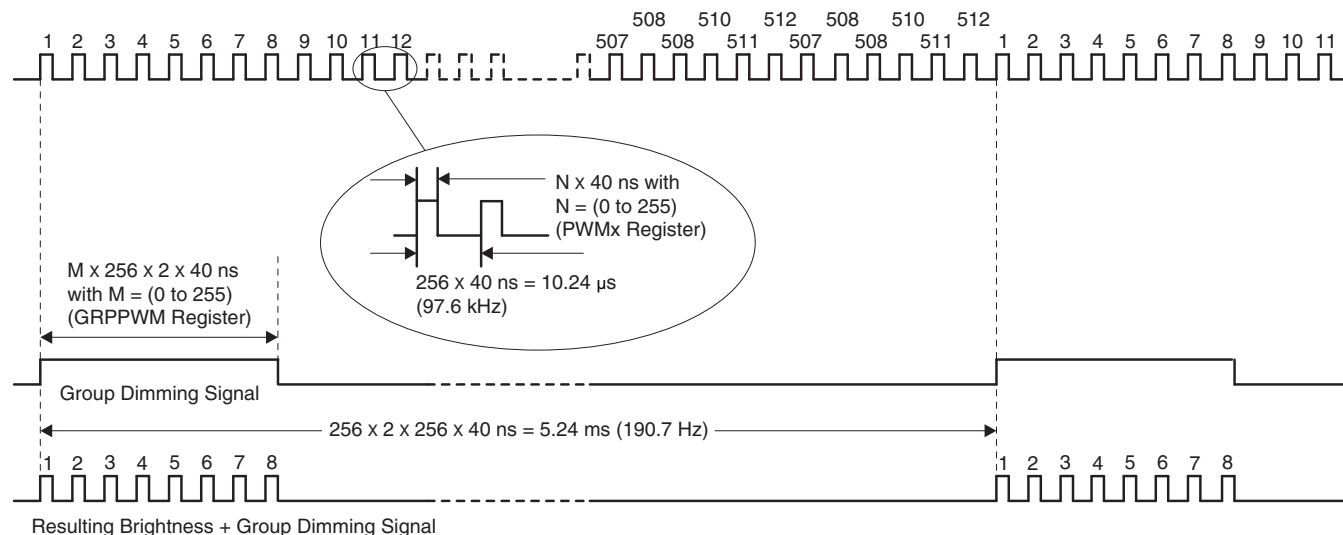 508 510 512 508 510 512
1 2 3 4 5 6 7 8 9 10 11 12 507 508 511 507 508 511 1 2 3 4 5 6 7 8 9 10 11
N x 40 ns with
N = (0 to 255)
(PWMx Register)
256 x 40 ns = 10.24 µs
(97.6 kHz)
M x 256 x 2 x 40 ns
with M = (0 to 255)
(GRPPWM Register)
Group Dimming Signal
256 x 2 x 256 x 40 ns = 5.24 ms (190.7 Hz)
1 2 3 4 5 6 7 8 1 2 3 4 5 6 7 8
Resulting Brightness + Group Dimming Signal